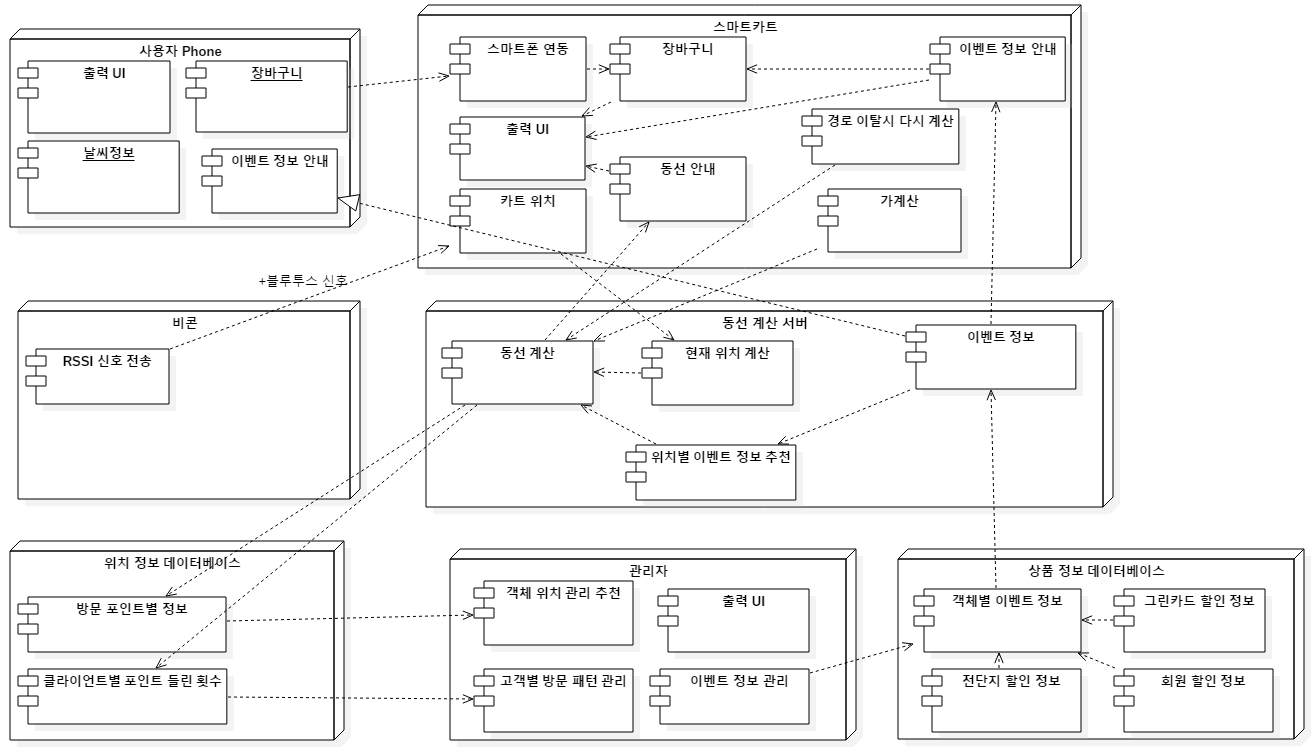 사용자 Phone
출력 UI
장바구니
날씨정보
이벤트 정보 안내
스마트카트
스마트폰 연동
장바구니
이벤트 정보 안내
출력 UI
경로 이탈시 다시 계산
동선 안내
카트 위치
가계산
+블루투스 신호
비콘
RSSI 신호 전송
동선 계산 서버
동선 계산
현재 위치 계산
이벤트 정보
위치별 이벤트 정보 추천
위치 정보 데이터베이스
방문 포인트별 정보
클라이언트별 포인트 들린 횟수
관리자
객체 위치 관리 추천
출력 UI
고객별 방문 패턴 관리
이벤트 정보 관리
상품 정보 데이터베이스
객체별 이벤트 정보
그린카드 할인 정보
전단지 할인 정보
회원 할인 정보